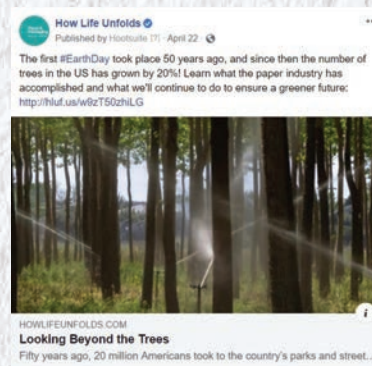 How Life Unfolds
Published by Hootsuite [?] · April 22 ·
The first #EarthDay took place 50 years ago, and since then the number of
trees in the US has grown by 20%! Learn what the paper industry has
accomplished and what we'll continue to do to ensure a greener future:
http://hluf.us/w9zT50zhiLG
i
HOWLIFEUNFOLDS.COM
Looking Beyond the Trees
Fifty years ago, 20 million Americans took to the country's parks and street...